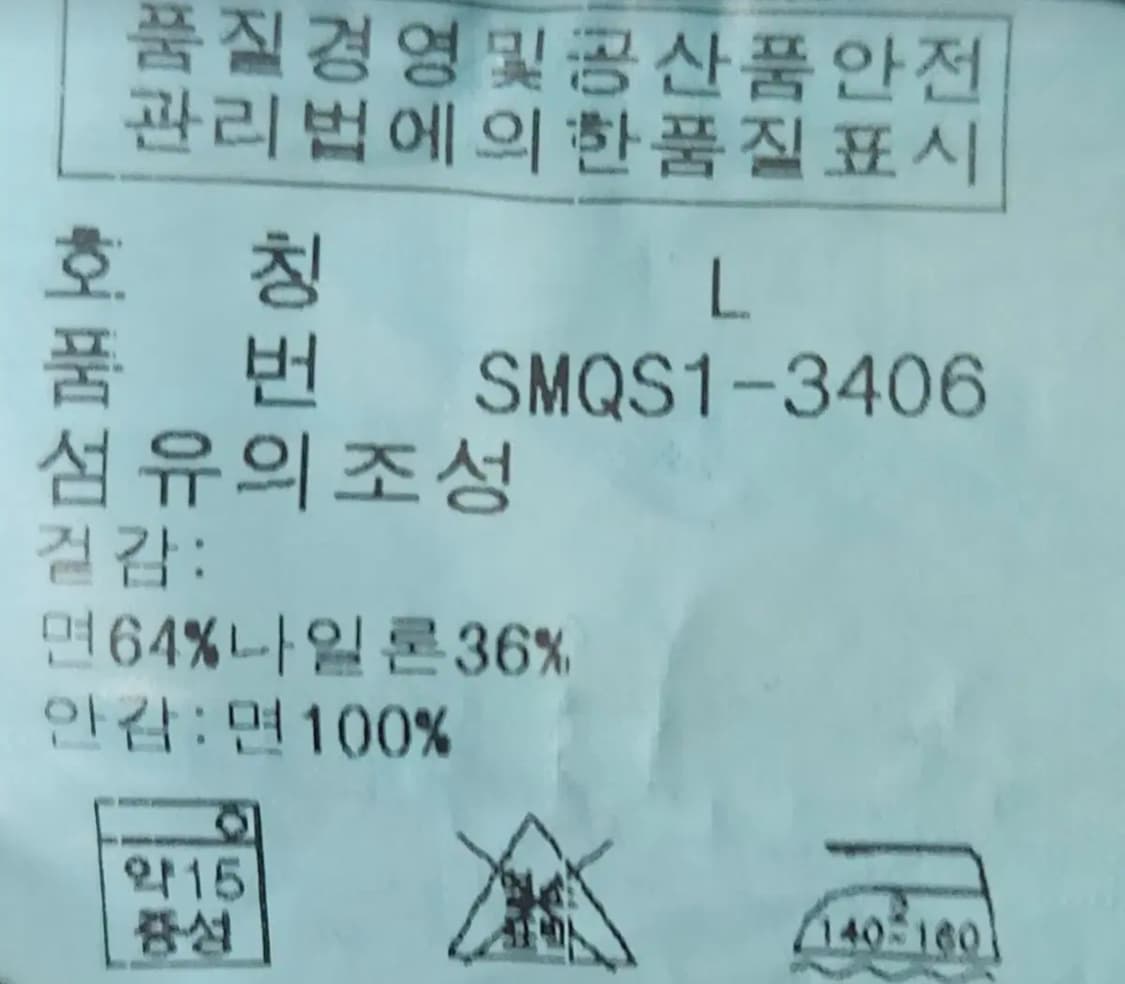 품질경영및공산품안전
관리법에의한품질표시
호 칭 L
품 번 SMQS1-3406
섬유의조성
겉감:
면64%나일론36%
안감:면100%
약15
중성
140~160